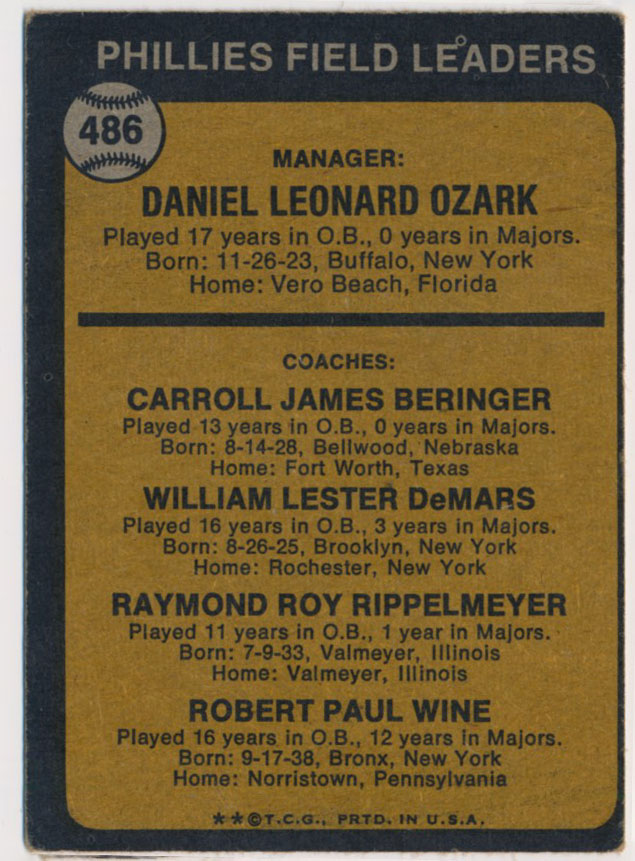 PHILLIES FIELD LEADERS
486
MANAGER:
DANIEL LEONARD OZARK
Played 17 years in O.B., 0 years in Majors.
Born: 11-26-23, Buffalo, New York
Home: Vero Beach, Florida
COACHES:
CARROLL JAMES BERINGER
Played 13 years in O.B., 0 years in Majors.
Born: 8-14-28, Bellwood, Nebraska
Home: Fort Worth, Texas
WILLIAM LESTER DeMARS
Played 16 years in O.B., 3 years in Majors.
Born: 8-26-25, Brooklyn, New York
Home: Rochester, New York
RAYMOND ROY RIPPELMEYER
Played 11 years in O.B., 1 year in Majors.
Born: 7-9-33, Valmeyer, Illinois
Home: Valmeyer, Illinois
ROBERT PAUL WINE
Played 16 years in O.B., 12 years in Majors.
Born: 9-17-38, Bronx, New York
Home: Norristown, Pennsylvania
**©T.C.G., PRTD. IN U.S.A.